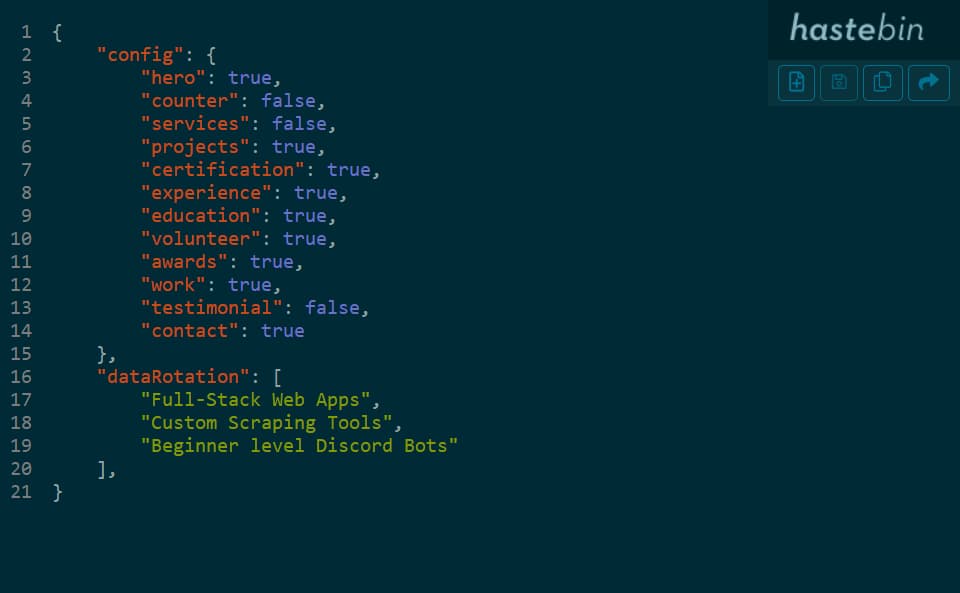 hastebin
1 {
2     "config": {
3         "hero": true,
4         "counter": false,
5         "services": false,
6         "projects": true,
7         "certification": true,
8         "experience": true,
9         "education": true,
10         "volunteer": true,
11         "awards": true,
12         "work": true,
13         "testimonial": false,
14         "contact": true
15     },
16     "dataRotation": [
17         "Full-Stack Web Apps",
18         "Custom Scraping Tools",
19         "Beginner level Discord Bots"
20     ],
21 }